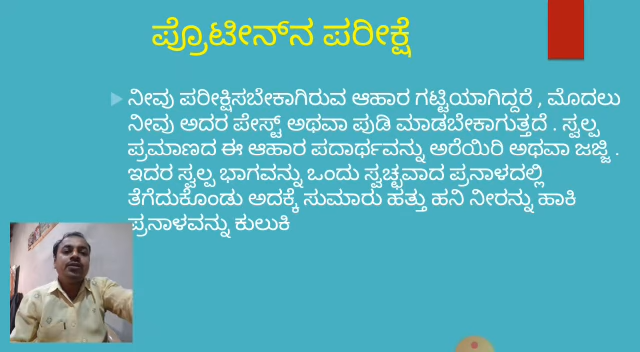 ಪ್ರೊಟೀನ್‌ನ ಪರೀಕ್ಷೆ
ನೀವು ಪರೀಕ್ಷಿಸಬೇಕಾಗಿರುವ ಆಹಾರ ಗಟ್ಟಿಯಾಗಿದ್ದರೆ , ಮೊದಲು
ನೀವು ಅದರ ಪೇಸ್ಟ್ ಅಥವಾ ಪುಡಿ ಮಾಡಬೇಕಾಗುತ್ತದೆ . ಸ್ವಲ್ಪ
ಪ್ರಮಾಣದ ಈ ಆಹಾರ ಪದಾರ್ಥವನ್ನು ಅರೆಯಿರಿ ಅಥವಾ ಜಜ್ಜಿ .
ಇದರ ಸ್ವಲ್ಪ ಭಾಗವನ್ನು ಒಂದು ಸ್ವಚ್ಛವಾದ ಪ್ರನಾಳದಲ್ಲಿ
ತೆಗೆದುಕೊಂಡು ಅದಕ್ಕೆ ಸುಮಾರು ಹತ್ತು ಹನಿ ನೀರನ್ನು ಹಾಕಿ
ಪ್ರನಾಳವನ್ನು ಕುಲುಕಿ